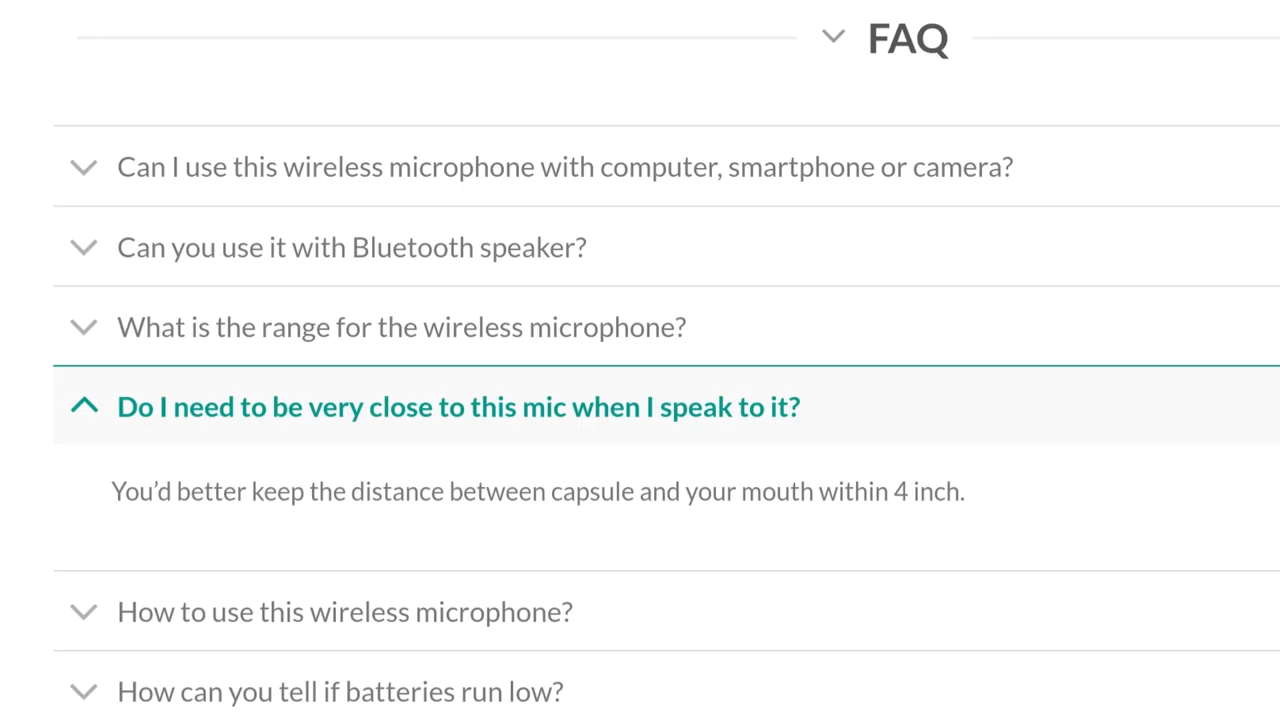 FAQ
Can I use this wireless microphone with computer, smartphone or camera?
Can you use it with Bluetooth speaker?
What is the range for the wireless microphone?
Do I need to be very close to this mic when I speak to it?
You’d better keep the distance between capsule and your mouth within 4 inch.
How to use this wireless microphone?
How can you tell if batteries run low?